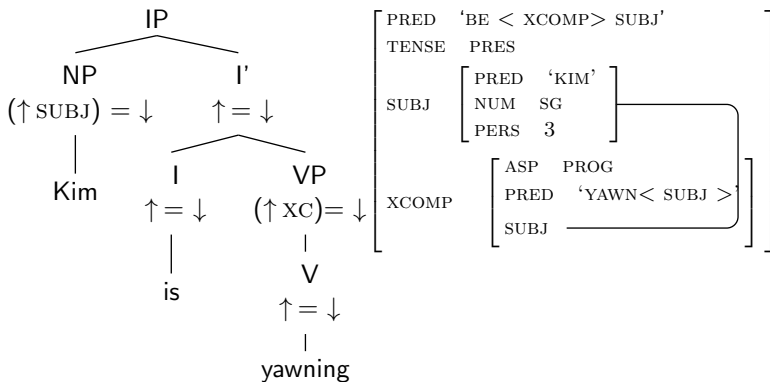 IP
NP I'
(↑ SUBJ) = ↓ ↑ = ↓
I VP
Kim ↑ = ↓ (↑ XC)= ↓
is V
↑ = ↓
yawning
PRED ‘BE < XCOMP> SUBJ’
TENSE PRES
SUBJ PRED ‘KIM’
NUM SG
PERS 3
XCOMP ASP PROG
PRED ‘YAWN< SUBJ >’
SUBJ